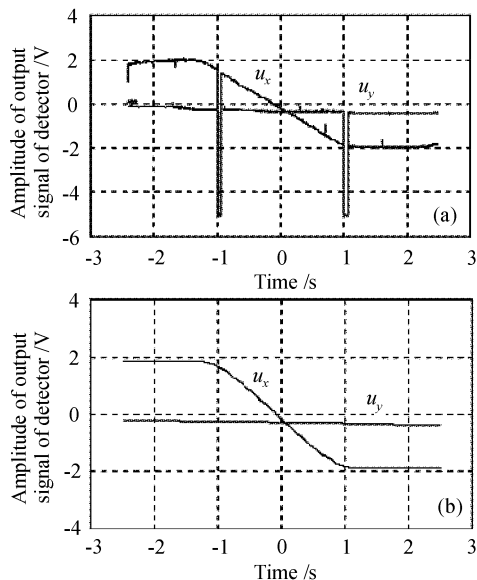 Amplitude of output
signal of detector /V
4
2
0
-2
-4
-6
u_x
u_y
(a)
-3 -2 -1 0 1 2 3
Time /s
Amplitude of output
signal of detector /V
4
2
0
-2
-4
u_x
u_y
(b)
-3 -2 -1 0 1 2 3
Time /s